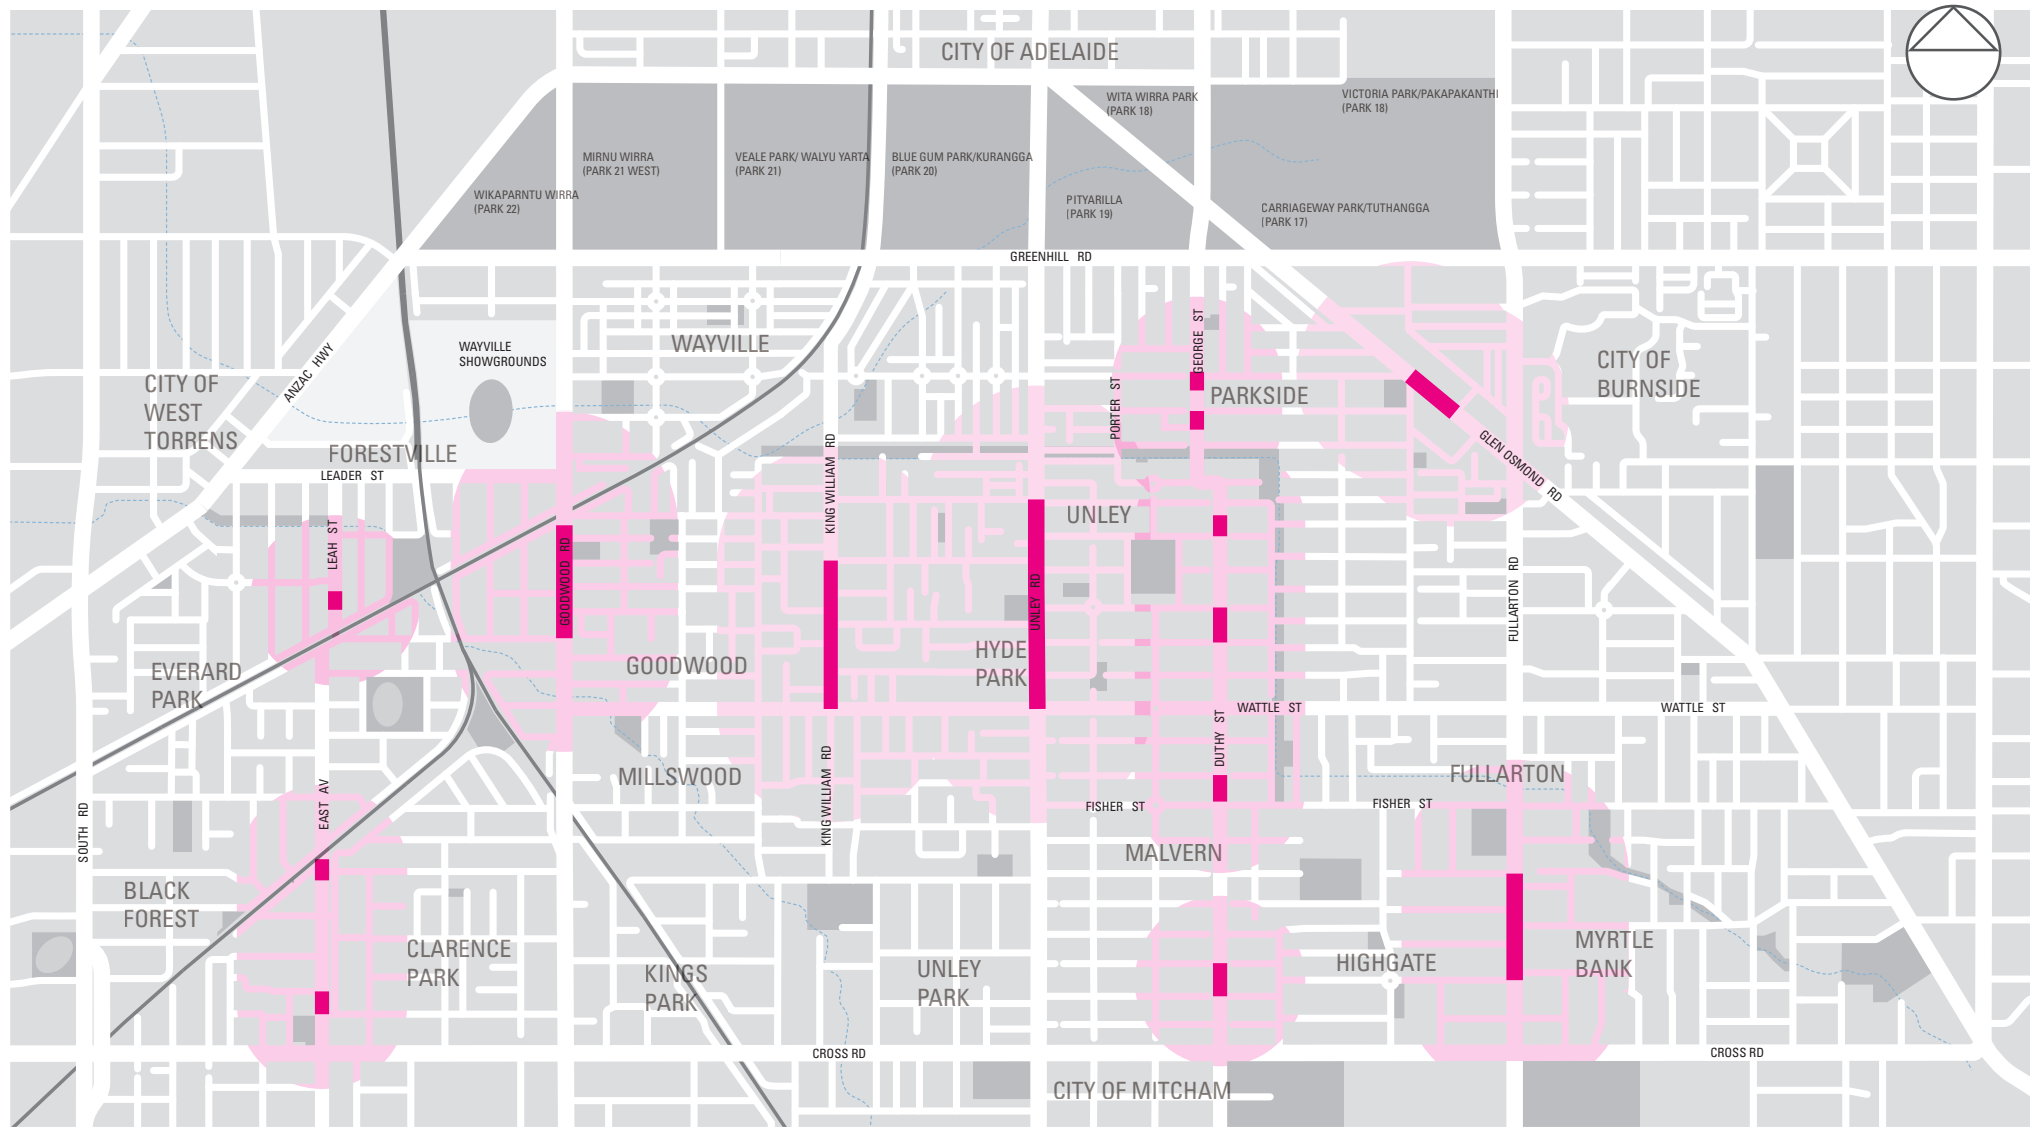 CITY OF ADELAIDE
WITA WIRRA PARK
(PARK 18)
VICTORIA PARK/PAKAPAKANTHI
(PARK 18)
MIRNU WIRRA
(PARK 21 WEST)
VEALE PARK/ WALYU YARTA
(PARK 21)
BLUE GUM PARK/KURANGGA
(PARK 20)
WIKAPARNTU WIRRA
(PARK 22)
PITYARILLA
(PARK 19)
CARRIAGEWAY PARK/TUTHANGGA
(PARK 17)
GREENHILL RD
WAYVILLE
WAYVILLE
SHOWGROUNDS
GEORGE ST
ANZAC HWY
CITY OF
WEST
TORRENS
CITY OF
BURNSIDE
PORTER ST
PARKSIDE
FORESTVILLE
LEADER ST
KING WILLIAM RD
GLEN OSMOND RD
UNLEY
LEAH ST
GOODWOOD RD
UNLEY RD
FULLARTON RD
EVERARD
PARK
GOODWOOD
HYDE
PARK
WATTLE ST
WATTLE ST
DUTHY ST
MILLSWOOD
KING WILLIAM RD
FULLARTON
EAST AV
SOUTH RD
FISHER ST
FISHER ST
MALVERN
BLACK
FOREST
CLARENCE
PARK
KINGS
PARK
UNLEY
PARK
HIGHGATE
MYRTLE
BANK
CROSS RD
CROSS RD
CITY OF MITCHAM